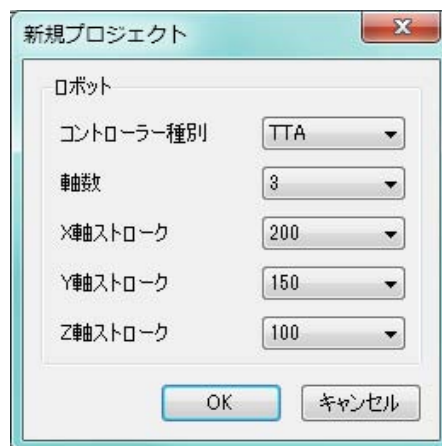 新規プロジェクト
ロボット
コントローラー種別 TTA
軸数 3
X軸ストローク 200
Y軸ストローク 150
Z軸ストローク 100
OK キャンセル